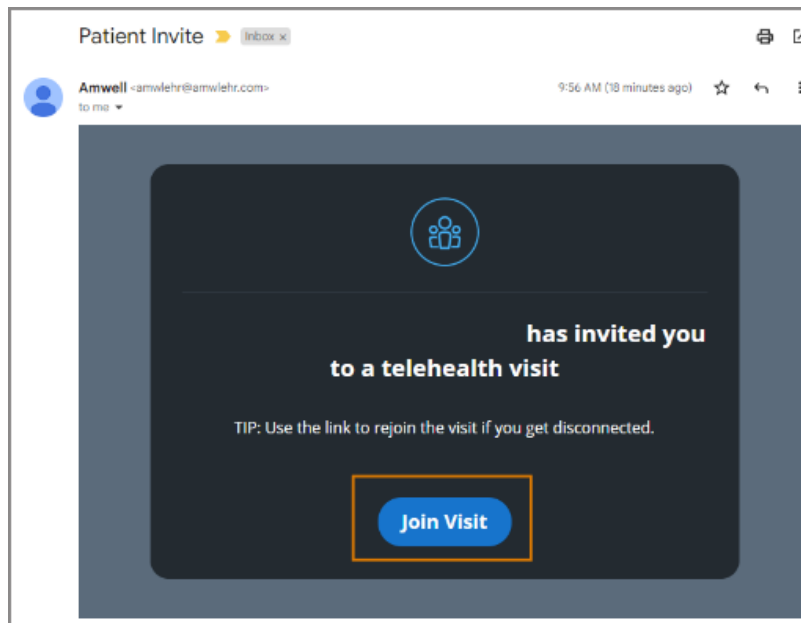 Patient Invite Inbox x
Amwell <amwlehr@amwlehr.com> 9:56 AM (18 minutes ago)
to me
has invited you
to a telehealth visit
TIP: Use the link to rejoin the visit if you get disconnected.
Join Visit